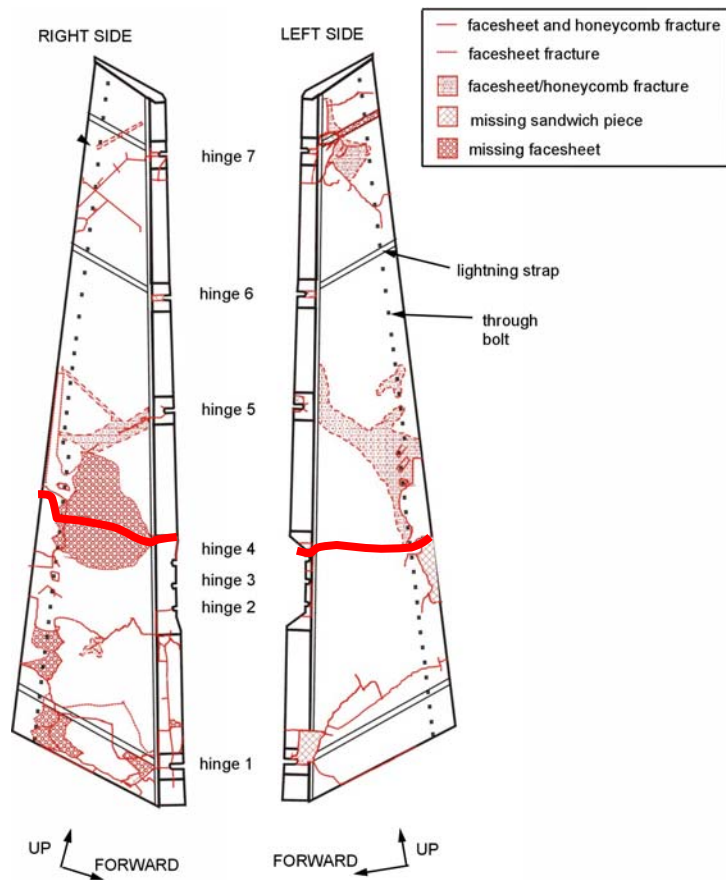 RIGHT SIDE
LEFT SIDE
facesheet and honeycomb fracture
facesheet fracture
facesheet/honeycomb fracture
missing sandwich piece
missing facesheet
hinge 7
lightning strap
hinge 6
through
bolt
hinge 5
hinge 4
hinge 3
hinge 2
hinge 1
UP
FORWARD
FORWARD
UP